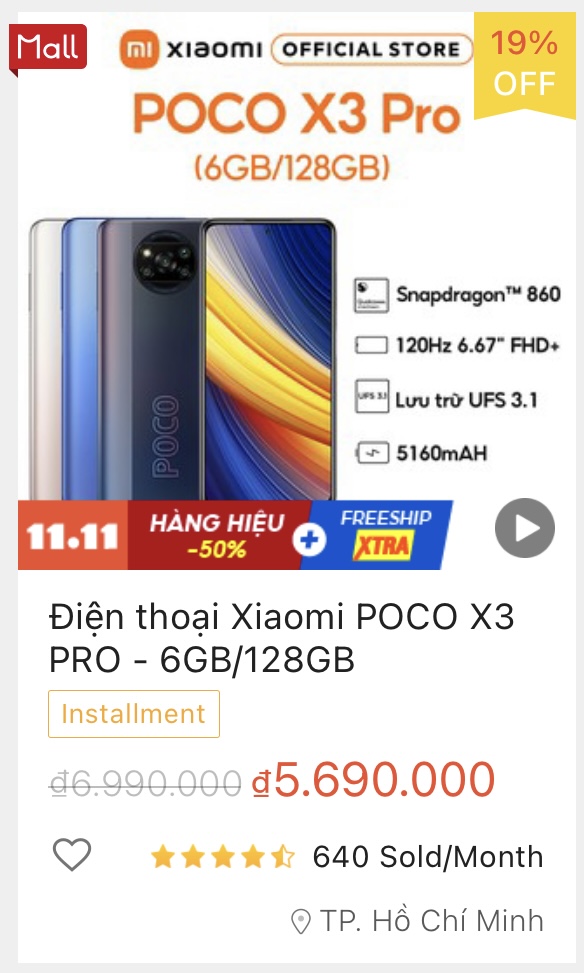 Mall
mi xiaomi OFFICIAL STORE
19%
OFF
POCO X3 Pro
(6GB/128GB)
POCO
Snapdragon™ 860
120Hz 6.67" FHD+
UFS 3.1 Lưu trữ UFS 3.1
5160mAH
11.11
HÀNG HIỆU
-50%
+
FREESHIP
XTRA
Điện thoại Xiaomi POCO X3
PRO - 6GB/128GB
Installment
₫6.990.000 ₫5.690.000
640 Sold/Month
TP. Hồ Chí Minh